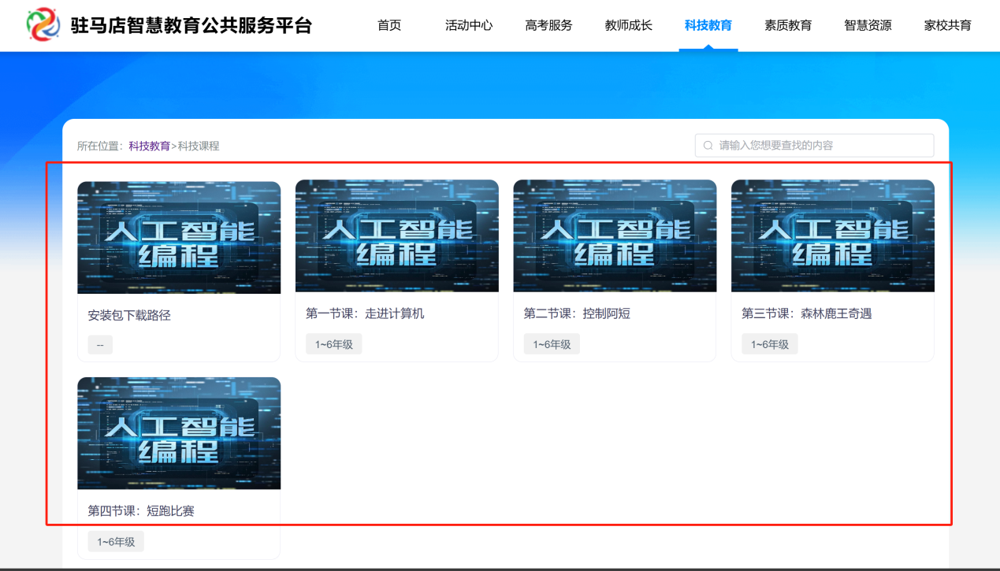 驻马店智慧教育公共服务平台
首页 活动中心 高考服务 教师成长 科技教育 素质教育 智慧资源 家校共育
所在位置：科技教育>科技课程
请输入您想要查找的内容
人工智能
编程
安装包下载路径
--
人工智能
编程
第一节课：走进计算机
1~6年级
人工智能
编程
第二节课：控制阿短
1~6年级
人工智能
编程
第三节课：森林鹿王奇遇
1~6年级
人工智能
编程
第四节课：短跑比赛
1~6年级